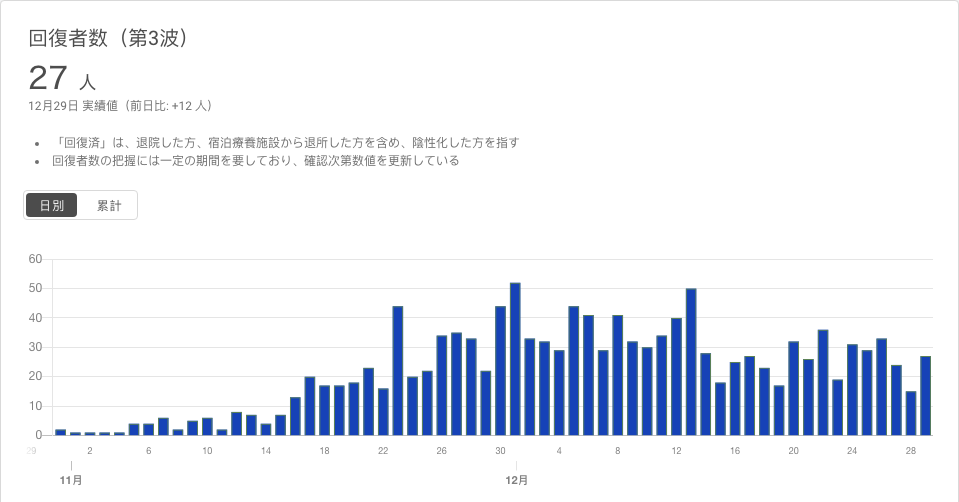 回復者数（第3波）
27 人
12月29日 実績値（前日比: +12 人）
• 「回復済」は、退院した方、宿泊療養施設から退所した方を含め、陰性化した方を指す
• 回復者数の把握には一定の期間を要しており、確認次第数値を更新している
日別 累計
60
50
40
30
20
10
0
29 2 6 10 14 18 22 26 30 4 8 12 16 20 24 28
11月 12月